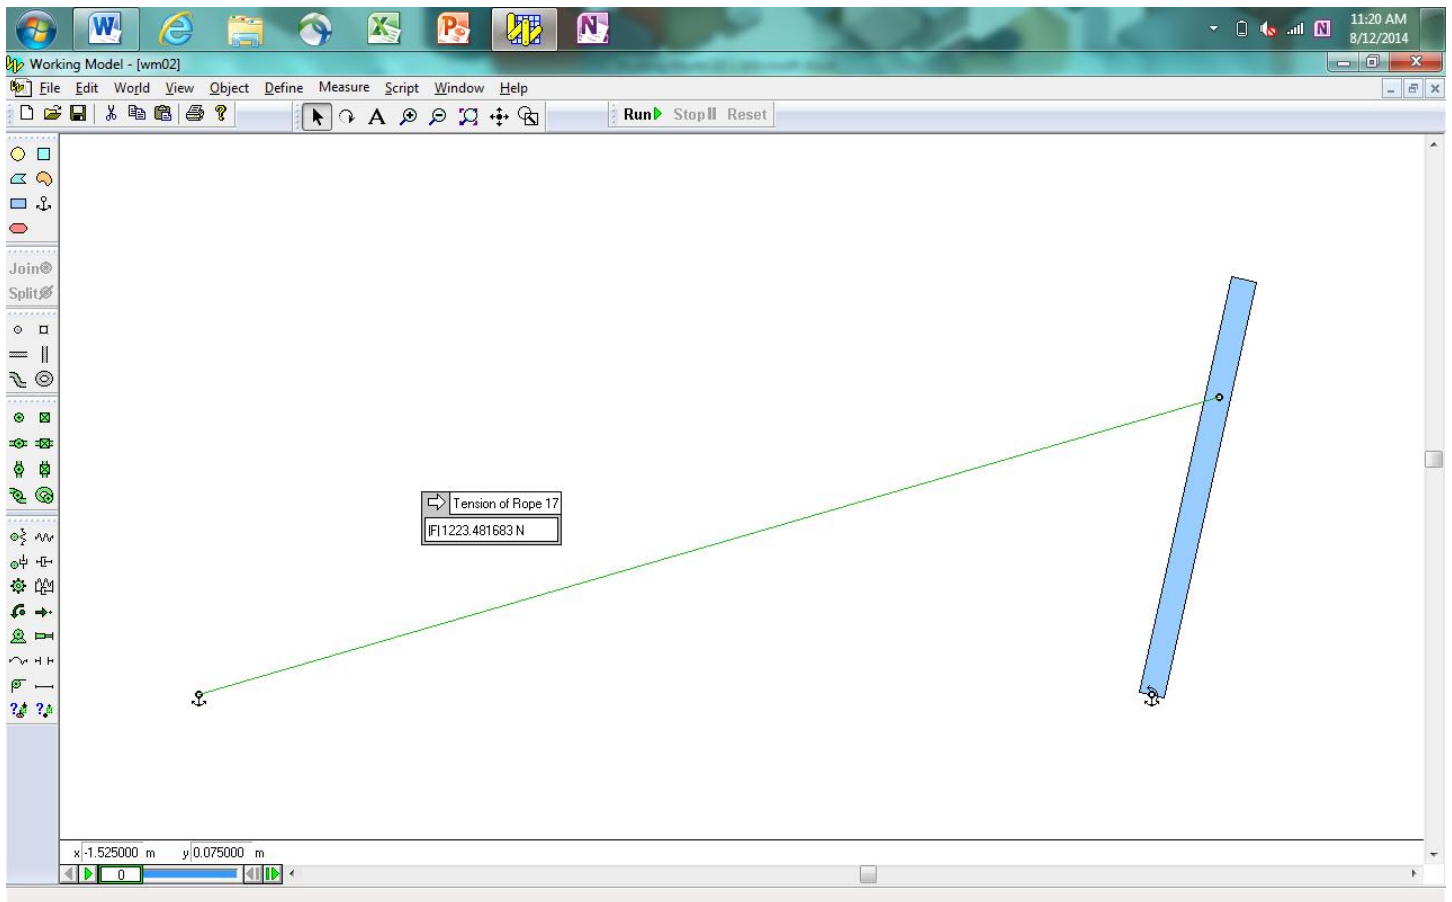 11:20 AM
8/12/2014
Working Model - [wm02]
File Edit World View Object Define Measure Script Window Help
Run Stop Reset
Join
Split
Tension of Rope 17
|F| 1223.481683 N
x -1.525000 m y 0.075000 m
0